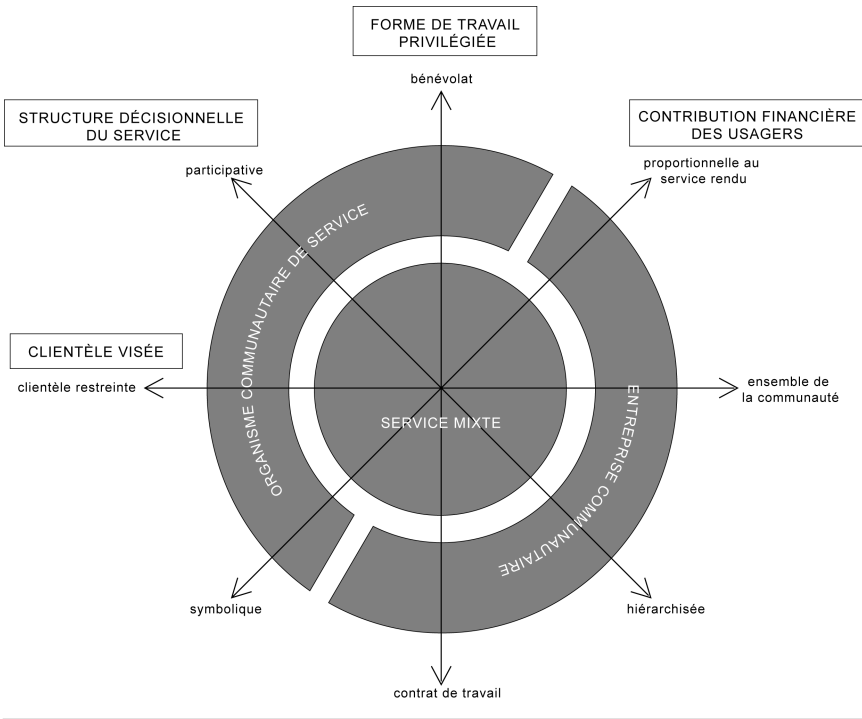 FORME DE TRAVAIL
PRIVILÉGIÉE
bénévolat
STRUCTURE DÉCISIONNELLE
DU SERVICE
participative
CONTRIBUTION FINANCIÈRE
DES USAGERS
proportionnelle au
service rendu
ORGANISME COMMUNAUTAIRE DE SERVICE
CLIENTÈLE VISÉE
clientèle restreinte
ensemble de
la communauté
SERVICE MIXTE
ENTREPRISE COMMUNAUTAIRE
symbolique
hiérarchisée
contrat de travail